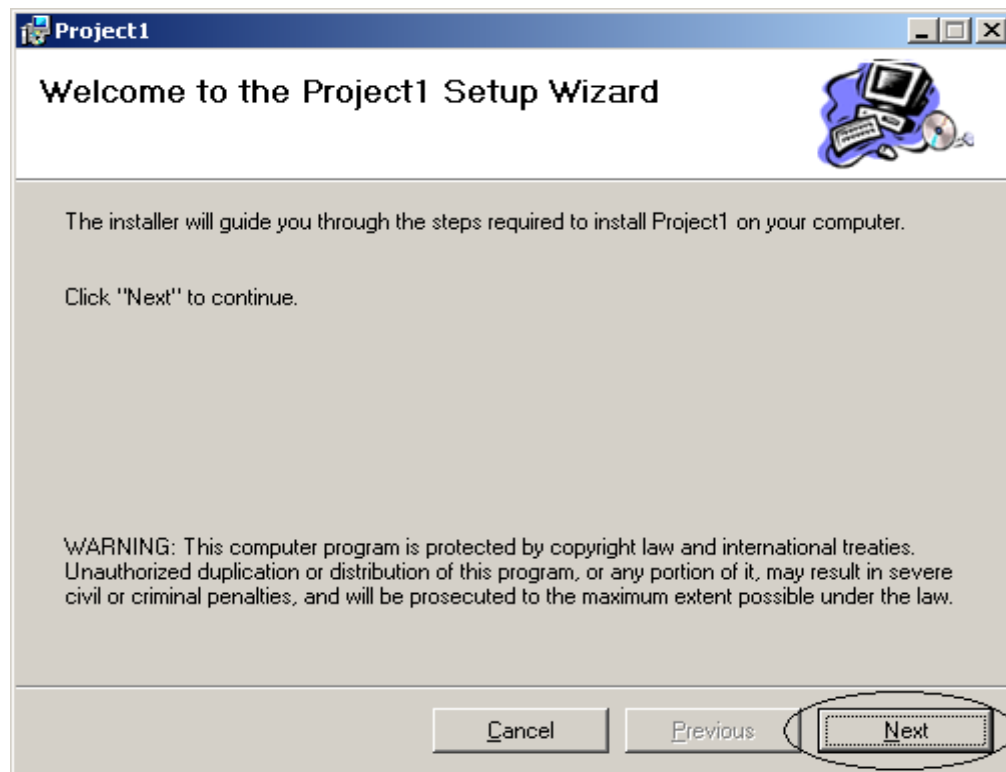 Project1
Welcome to the Project1 Setup Wizard
The installer will guide you through the steps required to install Project1 on your computer.
Click "Next" to continue.
WARNING: This computer program is protected by copyright law and international treaties.
Unauthorized duplication or distribution of this program, or any portion of it, may result in severe
civil or criminal penalties, and will be prosecuted to the maximum extent possible under the law.
Cancel Previous Next